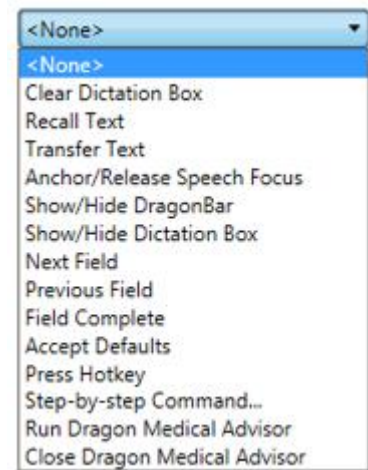 <None>
<None>
Clear Dictation Box
Recall Text
Transfer Text
Anchor/Release Speech Focus
Show/Hide DragonBar
Show/Hide Dictation Box
Next Field
Previous Field
Field Complete
Accept Defaults
Press Hotkey
Step-by-step Command...
Run Dragon Medical Advisor
Close Dragon Medical Advisor